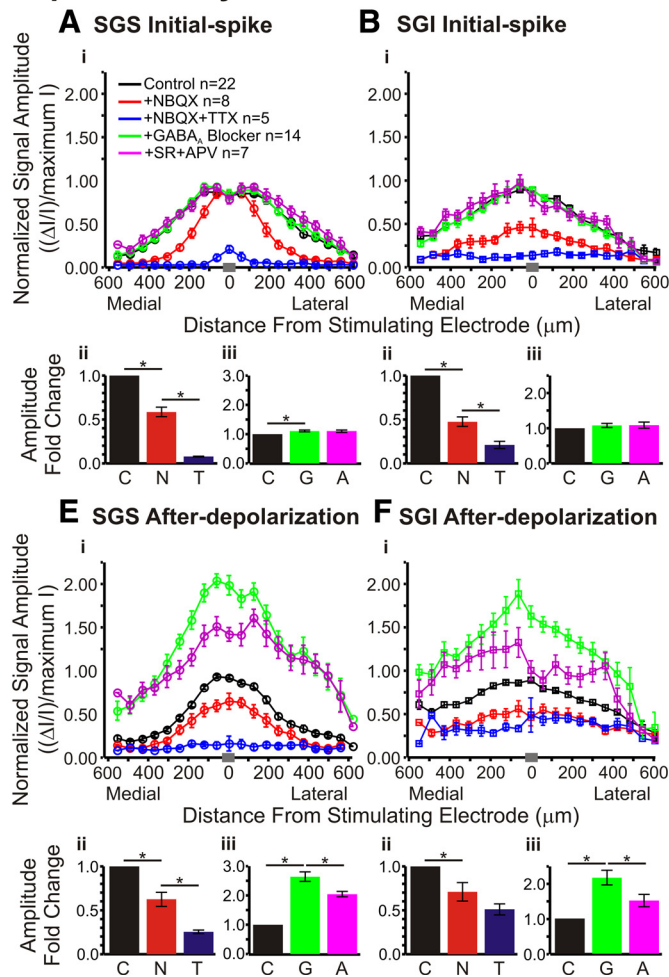 A SGS Initial-spike
B SGI Initial-spike
i
i
Normalized Signal Amplitude
((ΔI/I)/maximum I)
2.00
1.50
1.00
0.50
0.00
Control n=22
+NBQX n=8
+NBQX+TTX n=5
+GABAA Blocker n=14
+SR+APV n=7
2.00
1.50
1.00
0.50
0.00
600 400 200 0 200 400 600
Medial Lateral
600 400 200 0 200 400 600
Medial Lateral
Distance From Stimulating Electrode (μm)
Amplitude
Fold Change
ii
1.0
0.5
0.0
* *
C N T
iii
3.0
2.0
1.0
0.0
*
C G A
ii
1.0
0.5
0.0
* *
C N T
iii
2.0
1.0
0.0
C G A
E SGS After-depolarization
F SGI After-depolarization
i
i
Normalized Signal Amplitude
((ΔI/I)/maximum I)
2.00
1.50
1.00
0.50
0.00
2.00
1.50
1.00
0.50
0.00
600 400 200 0 200 400 600
Medial Lateral
600 400 200 0 200 400 600
Medial Lateral
Distance From Stimulating Electrode (μm)
Amplitude
Fold Change
ii
1.0
0.5
0.0
* *
C N T
iii
3.0
2.0
1.0
0.0
* *
C G A
ii
1.0
0.5
0.0
*
C N T
iii
2.0
1.0
0.0
* *
C G A